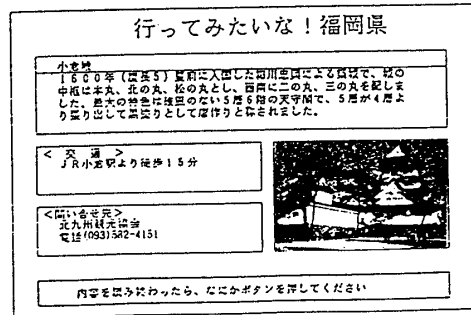 行ってみたいな！福岡県
小倉城
1600年（慶長5）豊前に入国した細川忠興による築城で、城の
中枢は本丸、北の丸、松の丸とし、西南に二の丸、三の丸を配しま
した。最大の特色は破風のない5層6階の天守閣で、5層が4層よ
り張り出して黒塗りとして唐作りと称されました。
＜ 交 通 ＞
JR小倉駅より徒歩15分
＜問い合せ先＞
北九州観光協会
電話(093)582-4151
内容を読み終わったら、なにかボタンを押してください